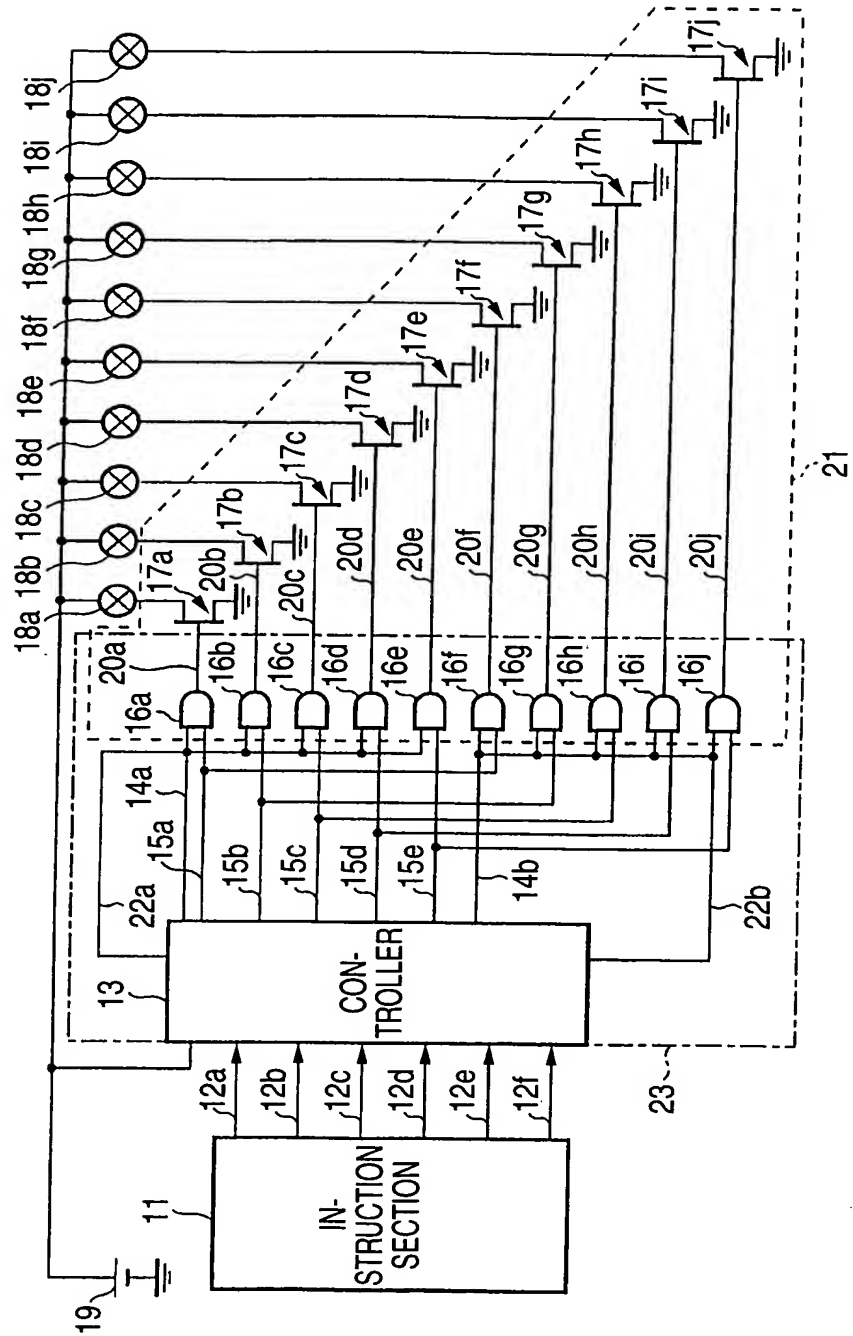 18a
18b
18c
18d
18e
18f
18g
18h
18i
18j
17a
17b
17c
17d
17e
17f
17g
17h
17i
17j
20a
20b
20c
20d
20e
20f
20g
20h
20i
20j
16a
16b
16c
16d
16e
16f
16g
16h
16i
16j
22a
14a
15a
15b
15c
15d
15e
14b
22b
13
CON-
TROLLER
12a
12b
12c
12d
12e
12f
11
IN-
STRUCTION
SECTION
19
23
21